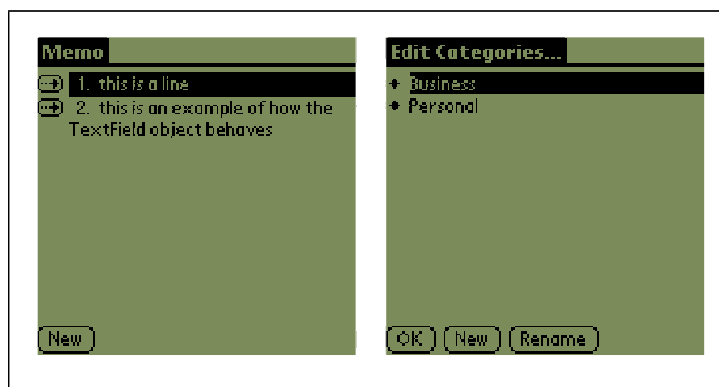 Memo
1. this is a line
2. this is an example of how the
TextField object behaves
New
Edit Categories...
Business
Personal
OK New Rename